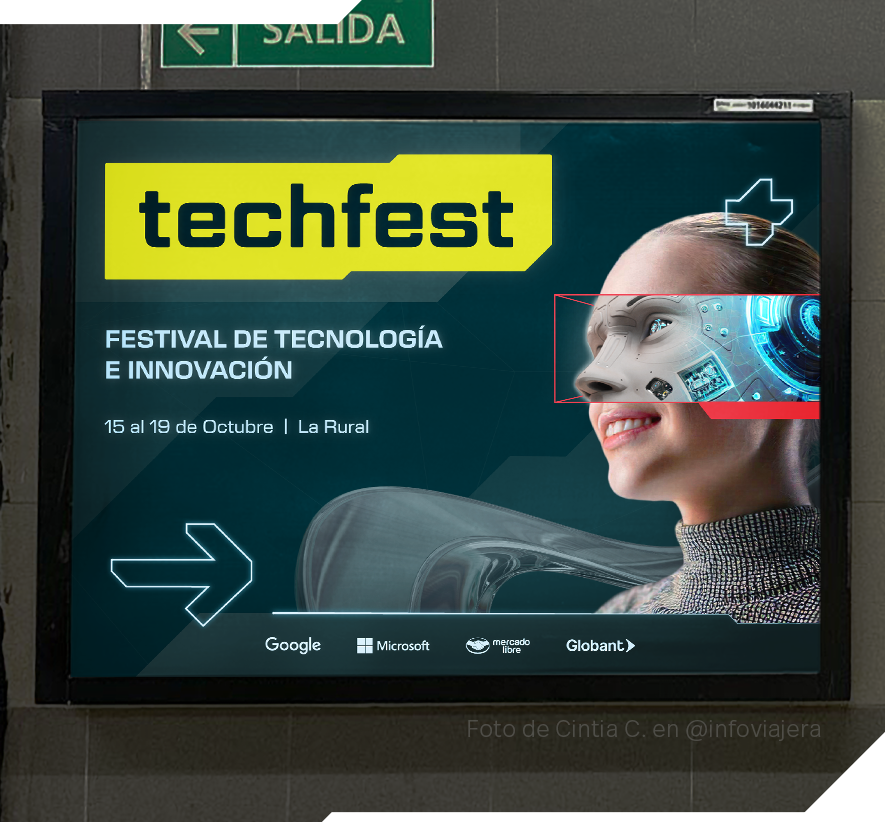 SALIDA
1016044211
techfest
FESTIVAL DE TECNOLOGÍA
E INNOVACIÓN
15 al 19 de Octubre | La Rural
Google
Microsoft
mercado
libre
Globant
Foto de Cintia C. en @infoviajera